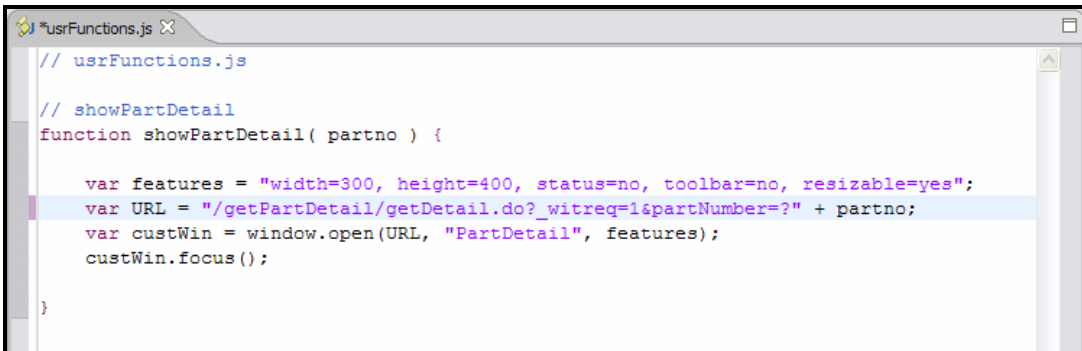 *usrFunctions.js
// usrFunctions.js
// showPartDetail
function showPartDetail( partno ) {
var features = "width=300, height=400, status=no, toolbar=no, resizable=yes";
var URL = "/getPartDetail/getDetail.do?_witreq=1&partNumber=?" + partno;
var custWin = window.open(URL, "PartDetail", features);
custWin.focus();
}